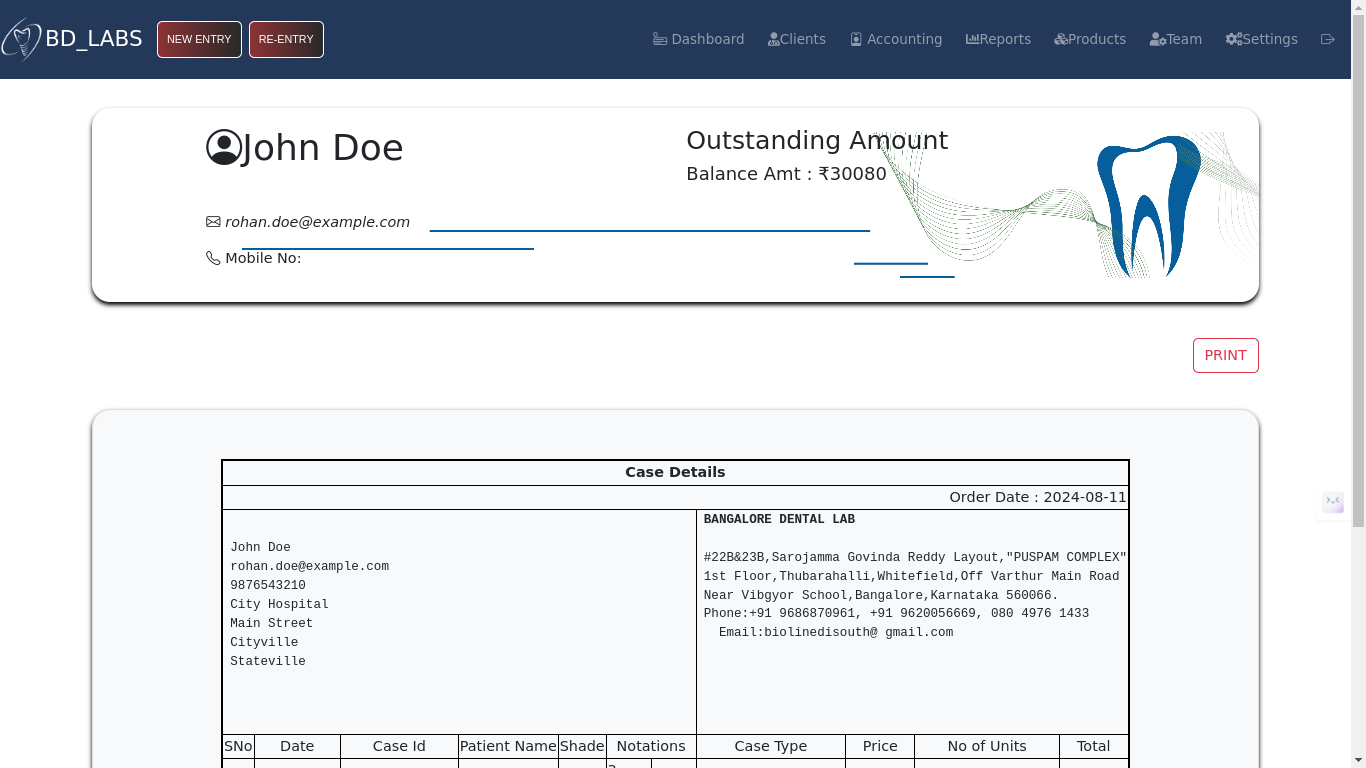 BD_LABS NEW ENTRY RE-ENTRY Dashboard Clients Accounting Reports Products Team Settings
John Doe
Outstanding Amount
Balance Amt : ₹30080
rohan.doe@example.com
Mobile No:
PRINT
Case Details
Order Date : 2024-08-11
John Doe
rohan.doe@example.com
9876543210
City Hospital
Main Street
Cityville
Stateville
BANGALORE DENTAL LAB
#22B&23B,Sarojamma Govinda Reddy Layout,"PUSPAM COMPLEX"
1st Floor,Thubarahalli,Whitefield,Off Varthur Main Road
Near Vibgyor School,Bangalore,Karnataka 560066.
Phone:+91 9686870961, +91 9620056669, 080 4976 1433
Email:biolinedisouth@ gmail.com
SNo Date Case Id Patient Name Shade Notations Case Type Price No of Units Total